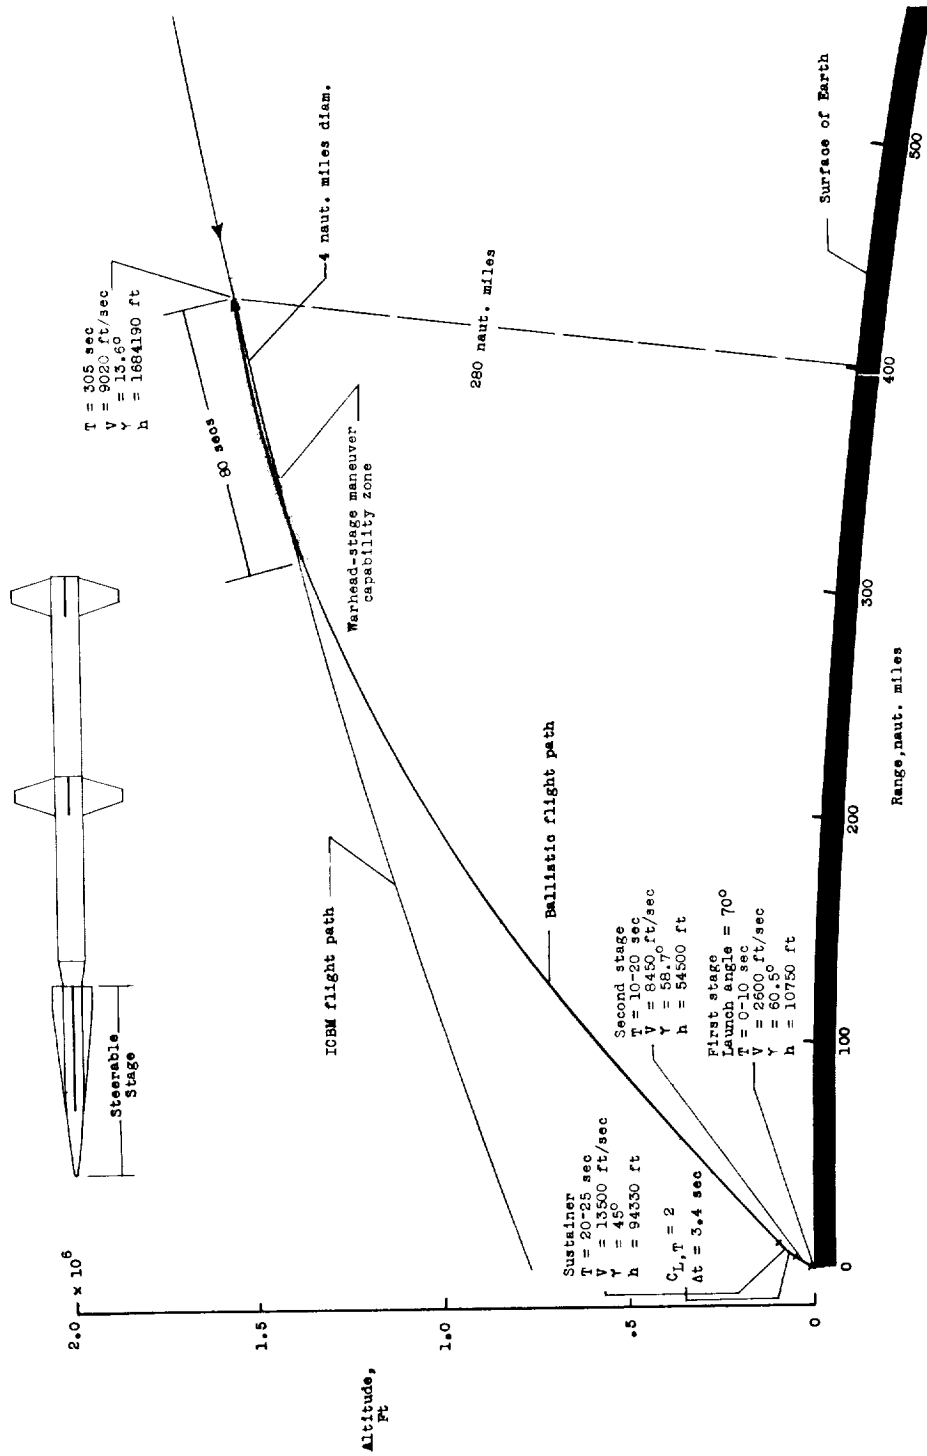 2.0 × 10⁶
1.5
1.0
.5
0
Altitude,
Ft
Steerable
Stage
T = 305 sec
V = 9020 ft/sec
γ = 13.6°
h = 1684190 ft
80 secs
4 naut. miles diam.
Warhead-stage maneuver
capability zone
280 naut. miles
ICBM flight path
Ballistic flight path
Sustainer
T = 20-25 sec
V = 13500 ft/sec
γ = 45°
h = 94330 ft
C_L,T = 2
Δt = 3.4 sec
Second stage
T = 10-20 sec
V = 8450 ft/sec
γ = 58.7°
h = 54500 ft
First stage
Launch angle = 70°
T = 0-10 sec
V = 2600 ft/sec
γ = 60.5°
h = 10750 ft
Surface of Earth
0
100
200
300
400
500
Range, naut. miles